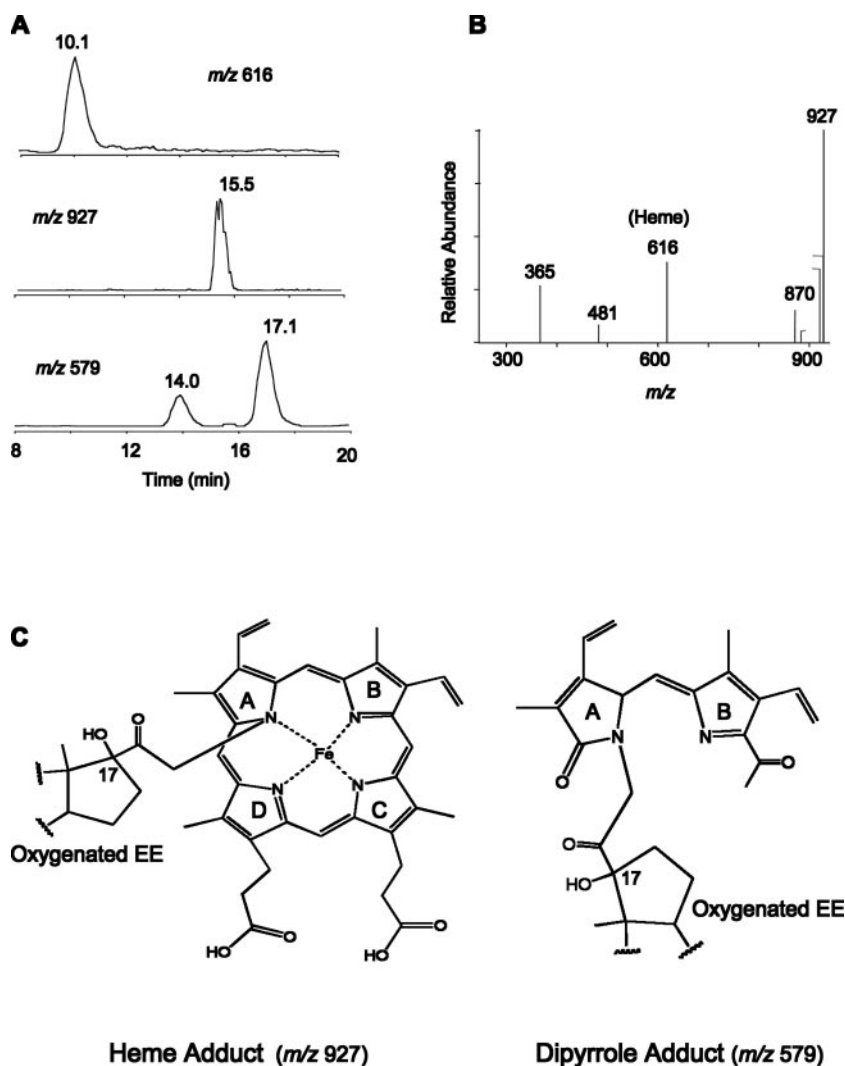 A
10.1
m/z 616
15.5
m/z 927
17.1
m/z 579
14.0
8 12 16 20
Time (min)
B
927
(Heme)
616
365
481
870
Relative Abundance
300 600 900
m/z
C
A B
N N
Fe
N N
D C
HO O
17
Oxygenated EE
HO O
HO O
A B
N N
O O
O
HO 17
Oxygenated EE
Heme Adduct (m/z 927)
Dipyrrole Adduct (m/z 579)